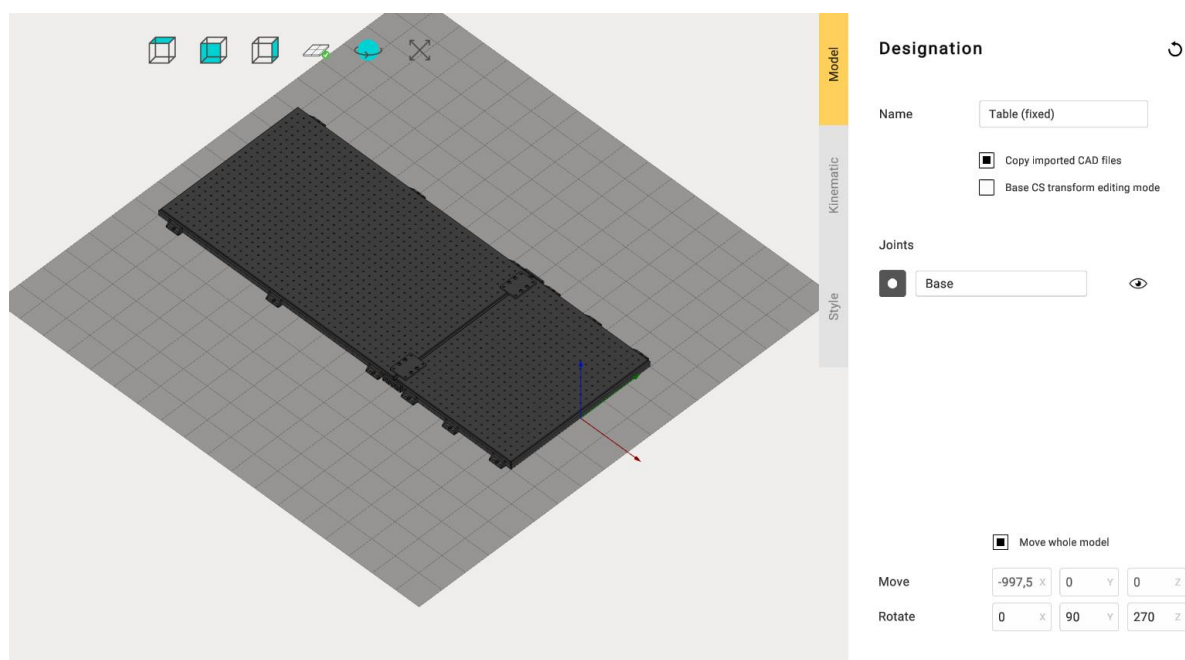 Model
Kinematic
Style
Designation
Name
Table (fixed)
Copy imported CAD files
Base CS transform editing mode
Joints
Base
Move whole model
Move -997,5 X 0 Y 0 Z
Rotate 0 X 90 Y 270 Z